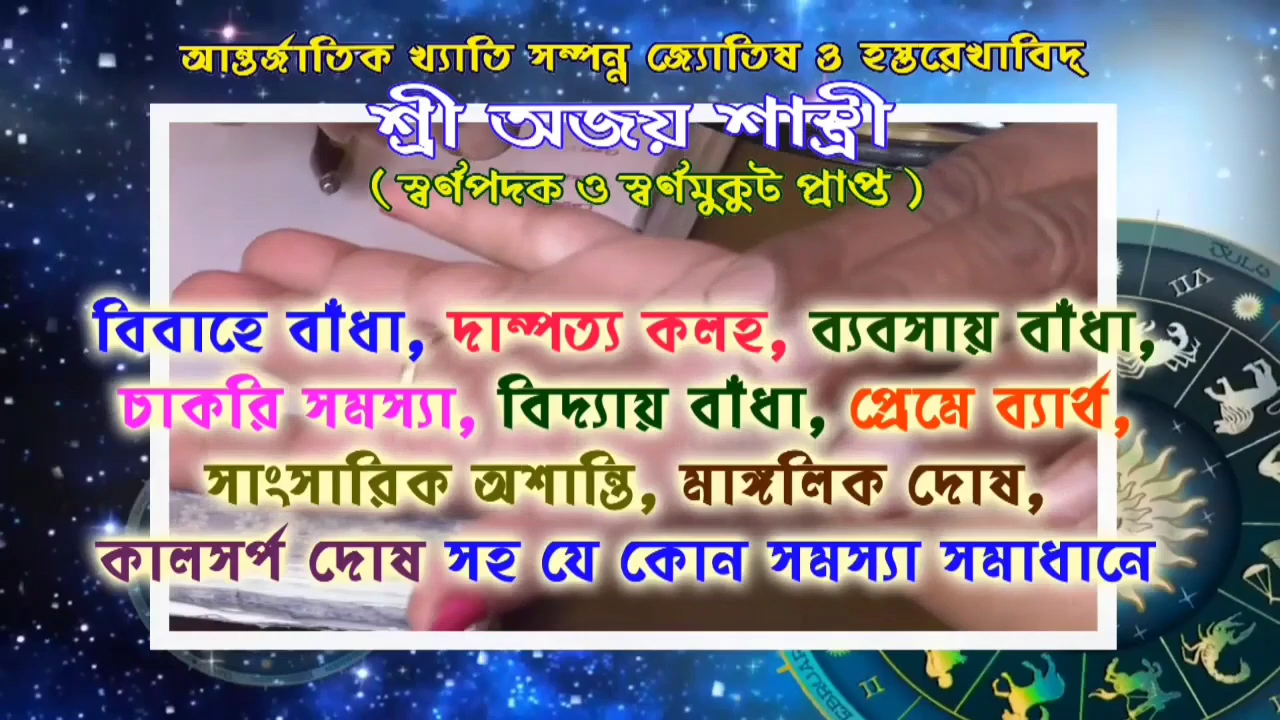 আন্তর্জাতিক খ্যাতি সম্পন্ন জ্যোতিষ ও হস্তরেখাবিদ্
শ্রী অজয় শাস্ত্রী
( স্বর্ণপদক ও স্বর্ণমুকুট প্রাপ্ত )
বিবাহে বাঁধা, দাম্পত্য কলহ, ব্যবসায় বাঁধা,
চাকরি সমস্যা, বিদ্যায় বাঁধা, প্রেমে ব্যার্থ,
সাংসারিক অশান্তি, মাঙ্গলিক দোষ,
কালসর্প দোষ সহ যে কোন সমস্যা সমাধানে
VII